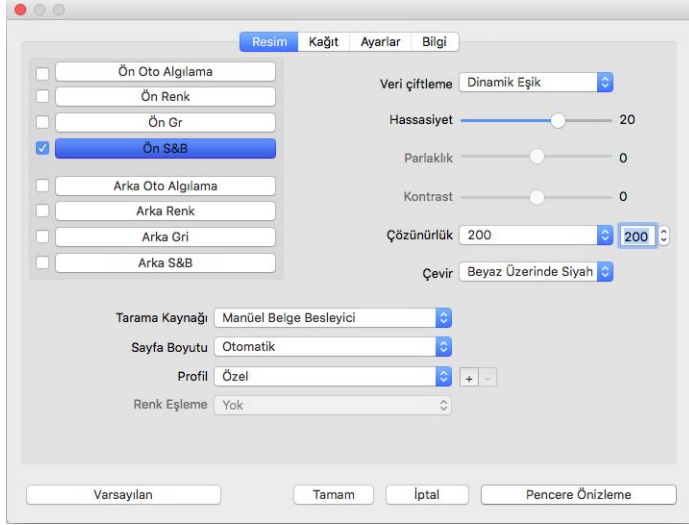 Resim Kağıt Ayarlar Bilgi
Ön Oto Algılama
Ön Renk
Ön Gr
Ön S&B
Arka Oto Algılama
Arka Renk
Arka Gri
Arka S&B
Veri çiftleme Dinamik Eşik
Hassasiyet 20
Parlaklık 0
Kontrast 0
Çözünürlük 200 200
Çevir Beyaz Üzerinde Siyah
Tarama Kaynağı Manüel Belge Besleyici
Sayfa Boyutu Otomatik
Profil Özel + -
Renk Eşleme Yok
Varsayılan Tamam İptal Pencere Önizleme